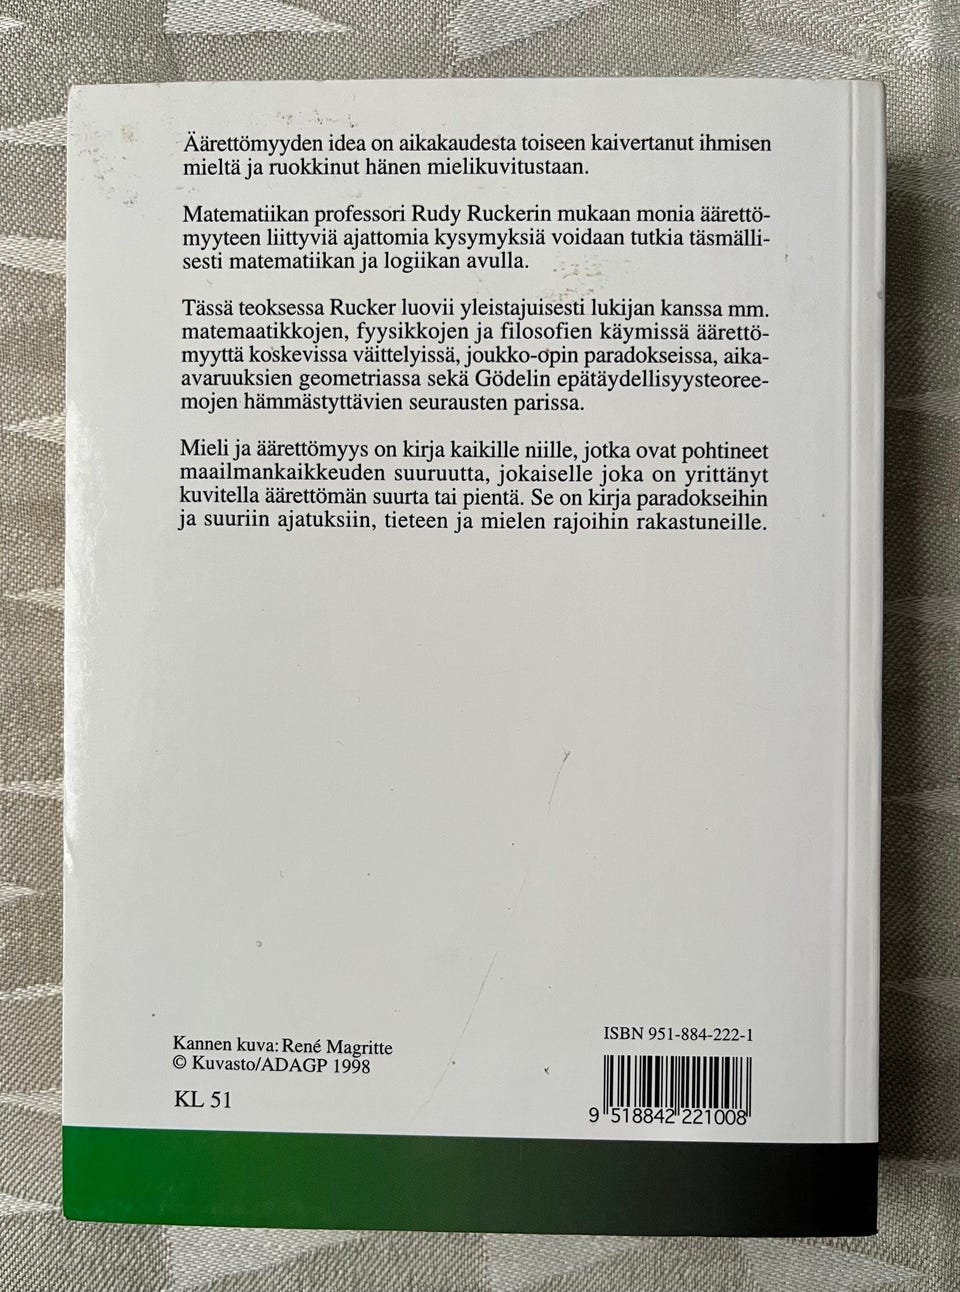 Äärettömyyden idea on aikakaudesta toiseen kaivertanut ihmisen
mieltä ja ruokkinut hänen mielikuvitustaan.
Matematiikan professori Rudy Ruckerin mukaan monia äärettö-
myyteen liittyviä ajattomia kysymyksiä voidaan tutkia täsmälli-
sesti matematiikan ja logiikan avulla.
Tässä teoksessa Rucker luovii yleistajuisesti lukijan kanssa mm.
matemaatikkojen, fyysikkojen ja filosofien käymissä äärettö-
myyttä koskevissa väittelyissä, joukko-opin paradokseissa, aika-
avaruuksien geometriassa sekä Gödelin epätäydellisyysteoree-
mojen hämmästyttävien seurausten parissa.
Mieli ja äärettömyys on kirja kaikille niille, jotka ovat pohtineet
maailmankaikkeuden suuruutta, jokaiselle joka on yrittänyt
kuvitella äärettömän suurta tai pientä. Se on kirja paradokseihin
ja suuriin ajatuksiin, tieteen ja mielen rajoihin rakastuneille.
Kannen kuva: René Magritte
© Kuvasto/ADAGP 1998
KL 51
ISBN 951-884-222-1
9 518842 221008